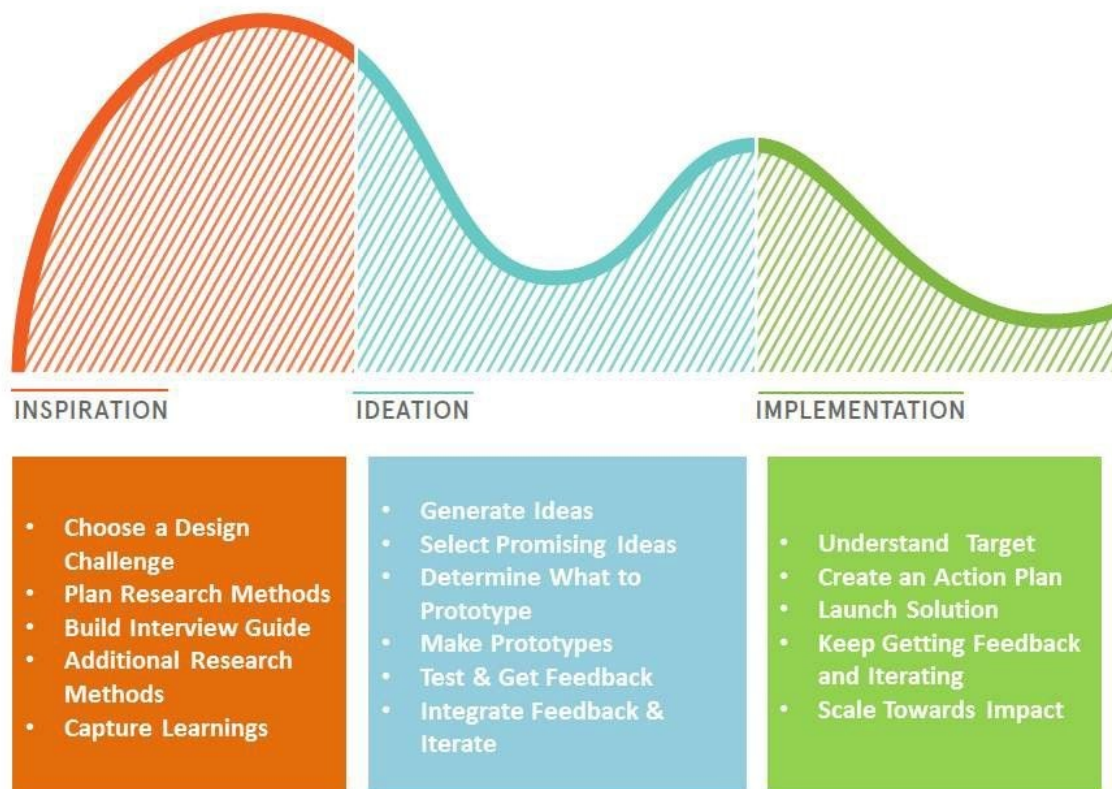 INSPIRATION
IDEATION
IMPLEMENTATION
• Choose a Design
Challenge
• Plan Research Methods
• Build Interview Guide
• Additional Research
Methods
• Capture Learnings
• Generate Ideas
• Select Promising Ideas
• Determine What to
Prototype
• Make Prototypes
• Test & Get Feedback
• Integrate Feedback &
Iterate
• Understand Target
• Create an Action Plan
• Launch Solution
• Keep Getting Feedback
and Iterating
• Scale Towards Impact